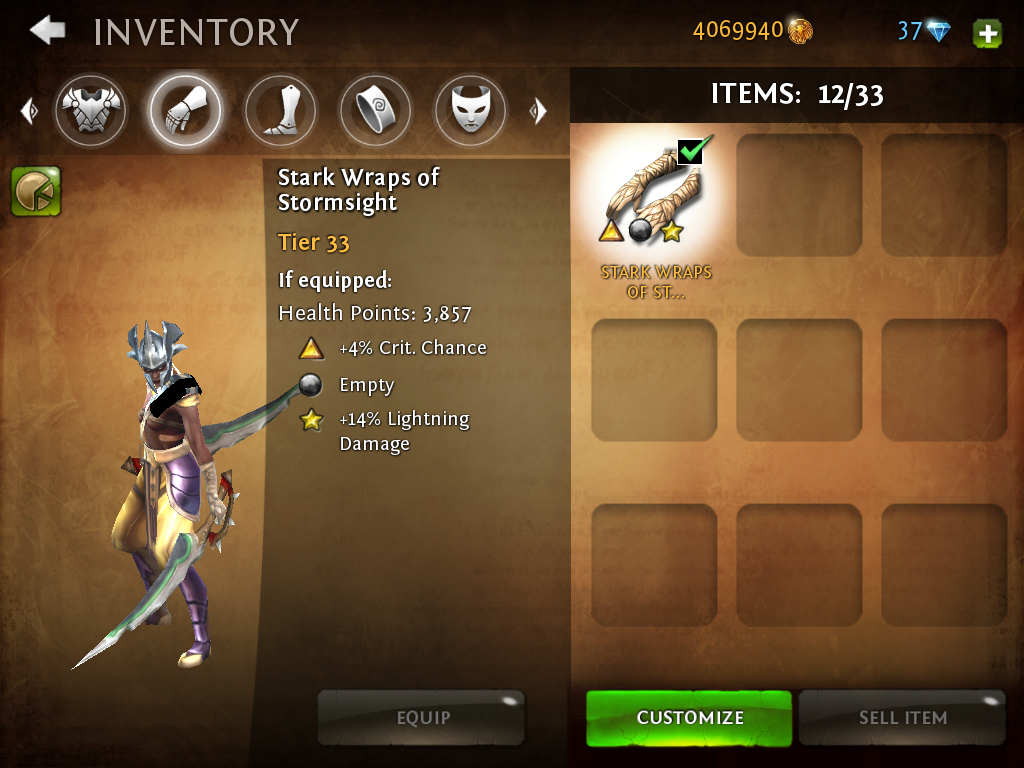 INVENTORY
4069940
37
ITEMS: 12/33
Stark Wraps of
Stormsight
Tier 33
If equipped:
Health Points: 3,857
+4% Crit. Chance
Empty
+14% Lightning
Damage
STARK WRAPS
OF ST...
EQUIP
CUSTOMIZE
SELL ITEM